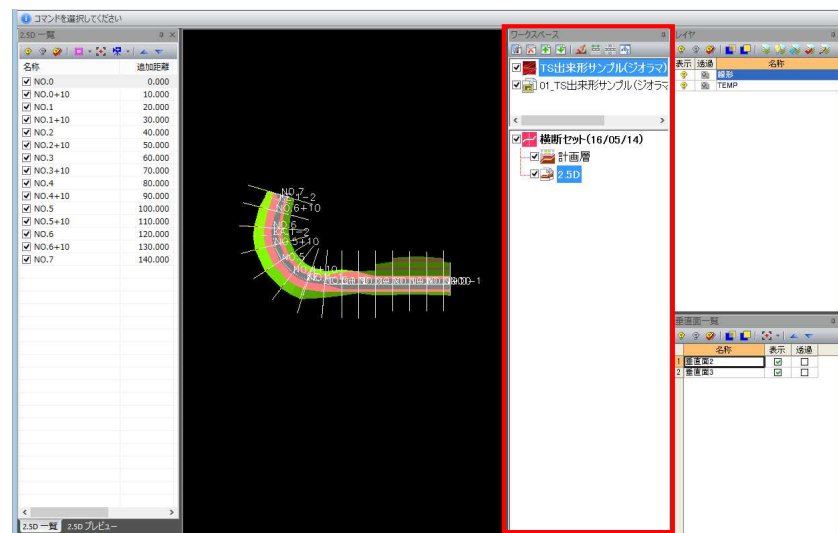 コマンドを選択してください
2.5D 一覧
名称 追加距離
NO.0 0.000
NO.0+10 10.000
NO.1 20.000
NO.1+10 30.000
NO.2 40.000
NO.2+10 50.000
NO.3 60.000
NO.3+10 70.000
NO.4 80.000
NO.4+10 90.000
NO.5 100.000
NO.5+10 110.000
NO.6 120.000
NO.6+10 130.000
NO.7 140.000
2.5D 一覧 2.5D プレビュー
NO.7
NO.6
ワークスペース
TS出来形サンプル(ジオラマ)
01_TS出来形サンプル(ジオラマ
横断セット(16/05/14)
計画層
2.5D
レイヤ
表示 透過 名称
線形
TEMP
垂直面一覧
名称 表示 透過
1 垂直面2
2 垂直面3